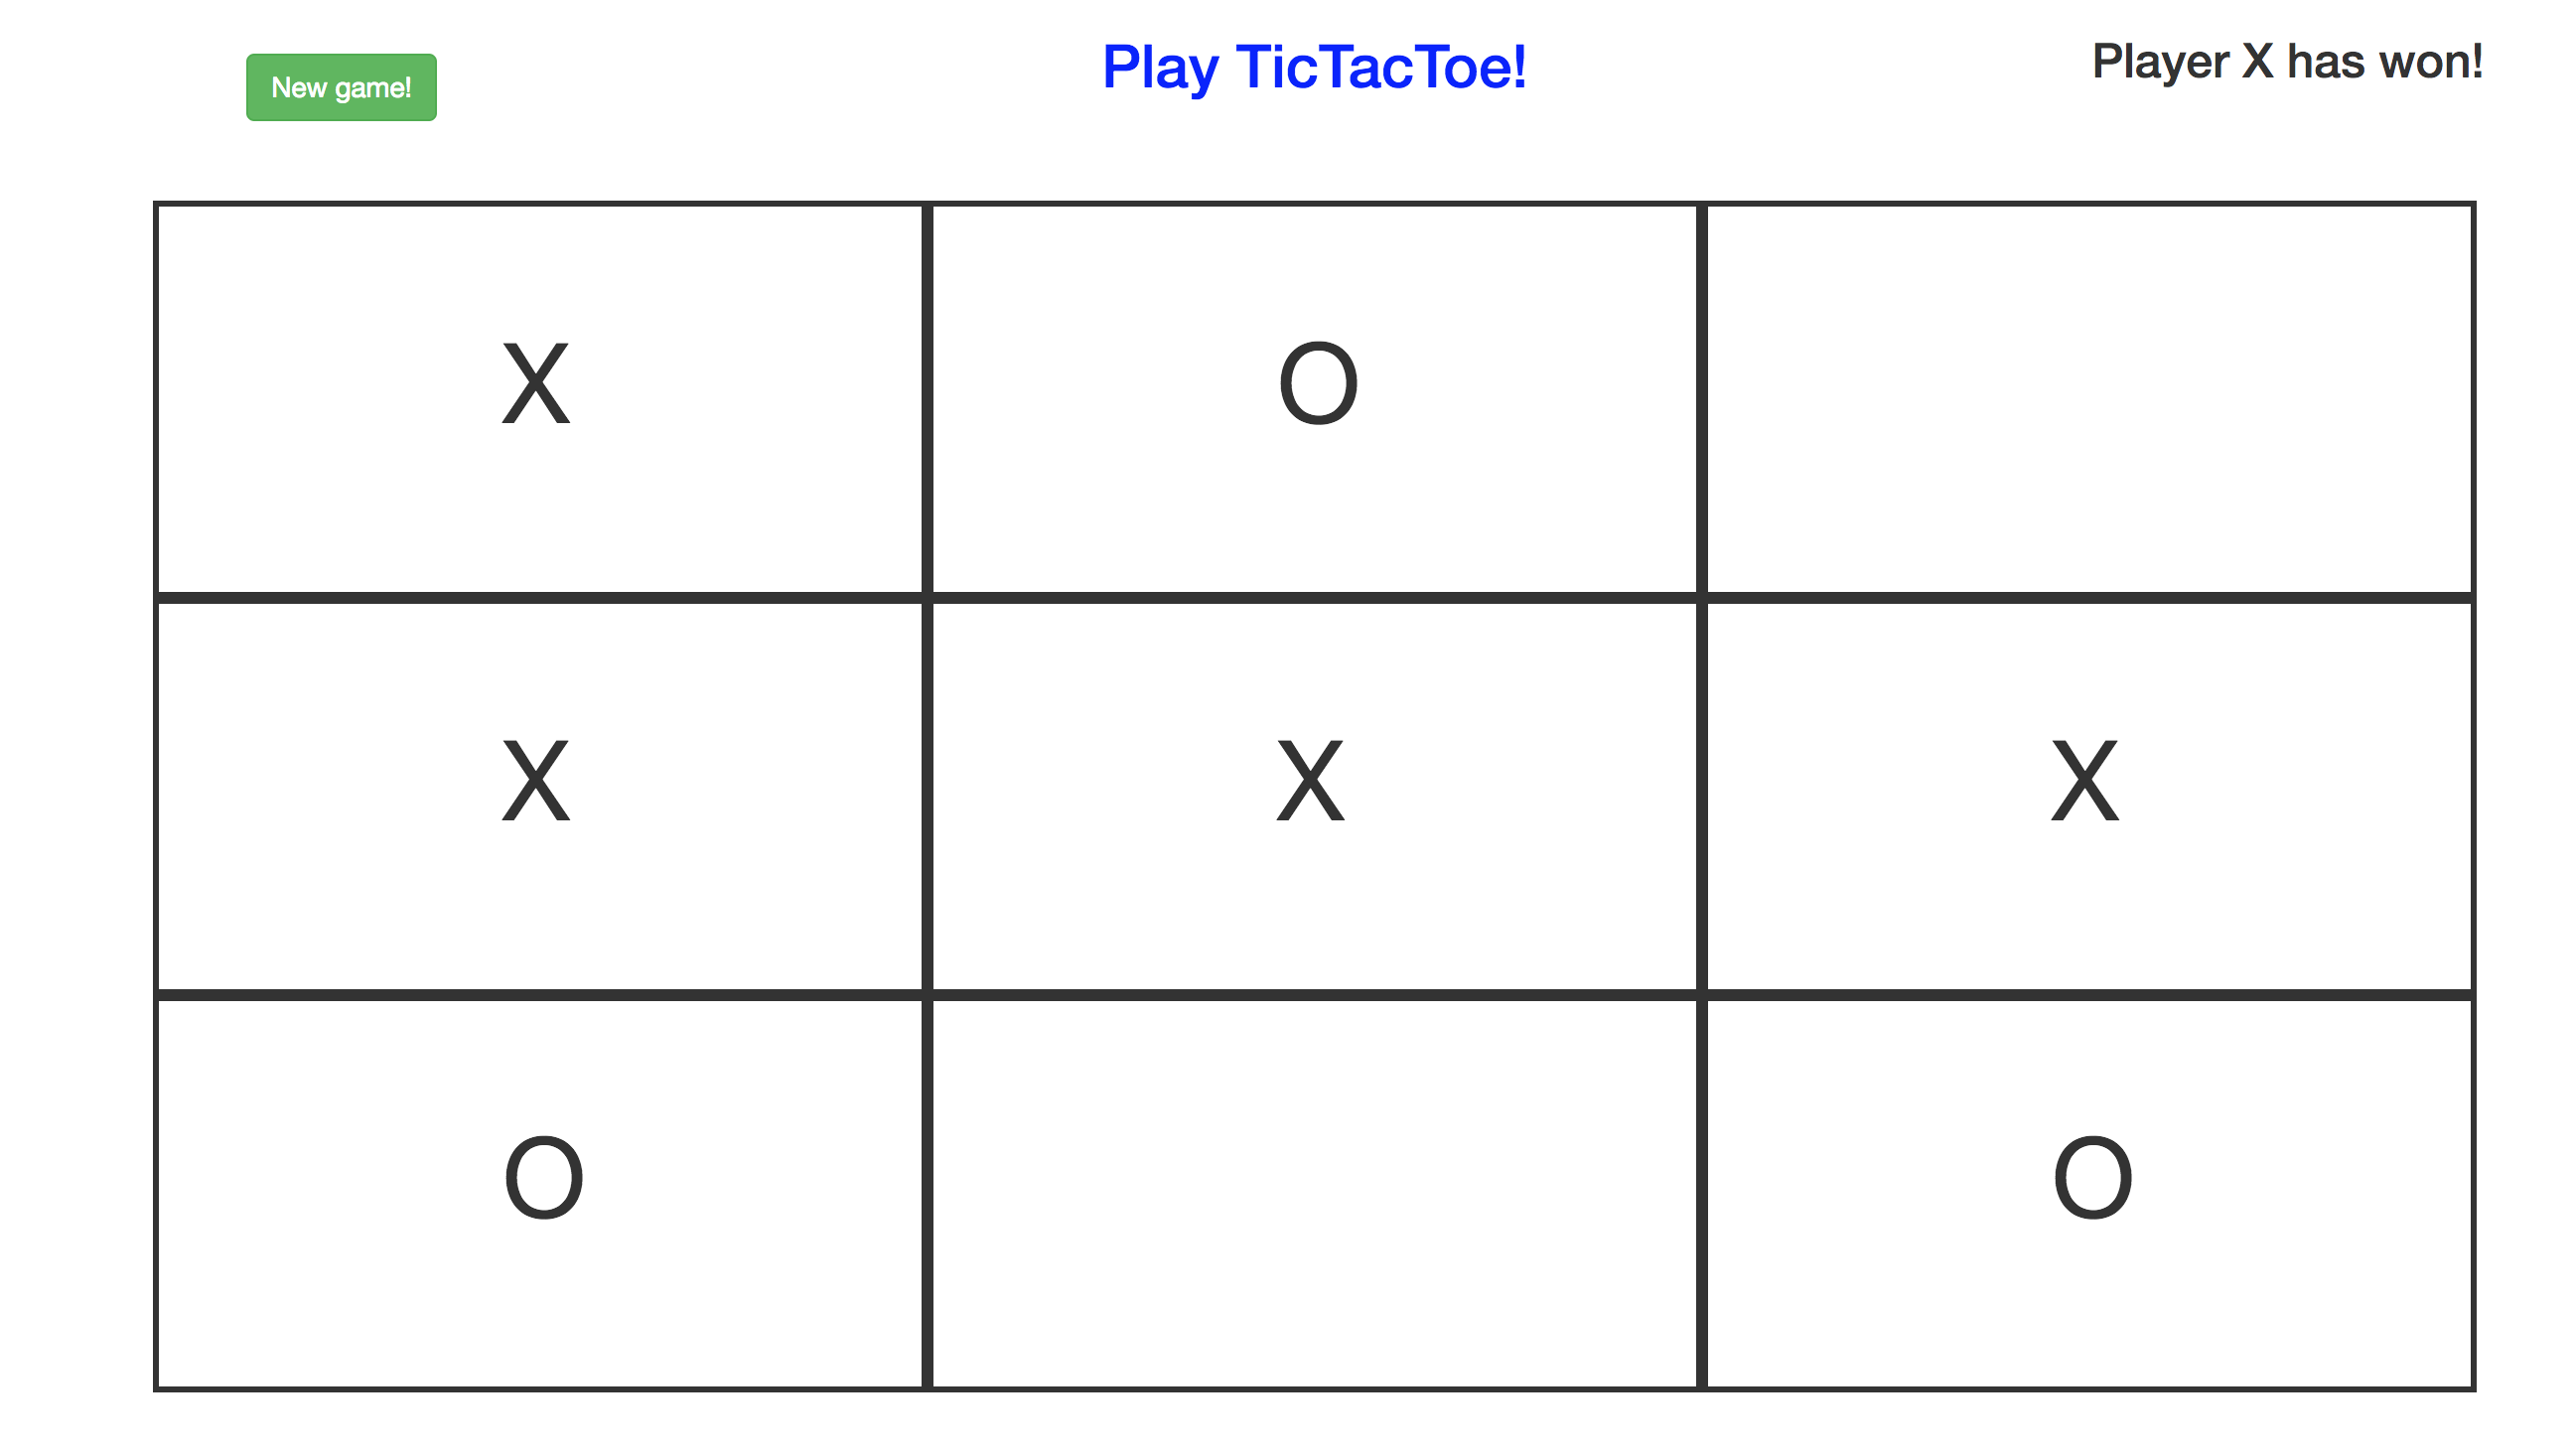 New game!
Play TicTacToe!
Player X has won!
X O
X X X
O O